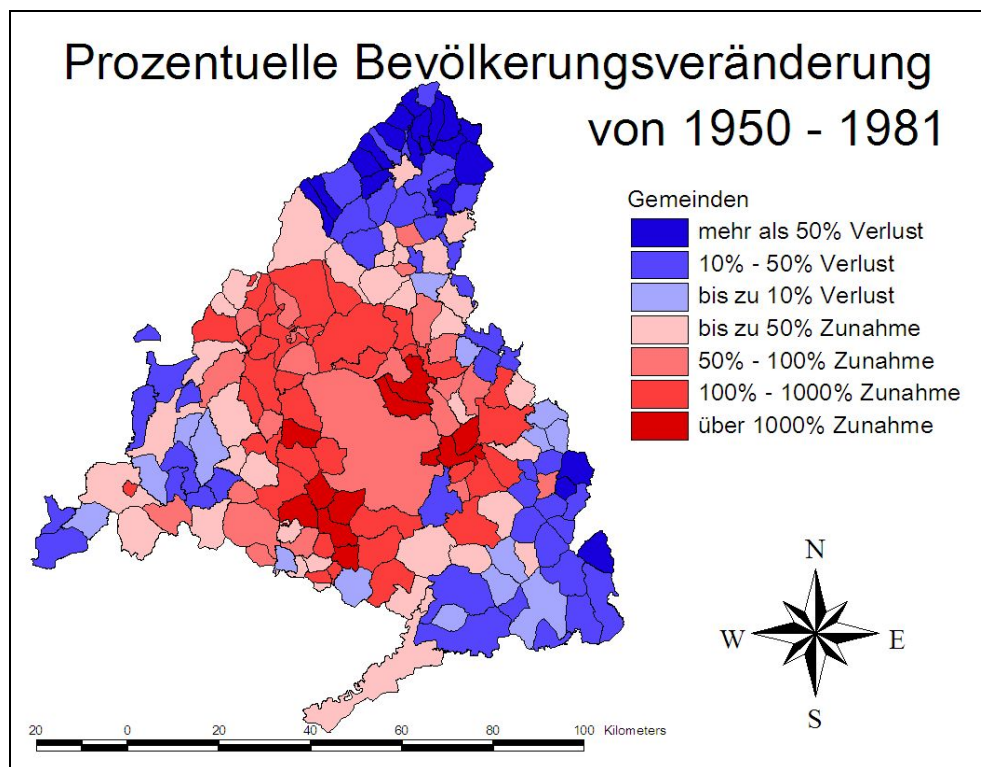 Prozentuelle Bevölkerungsveränderung
von 1950 - 1981
Gemeinden
mehr als 50% Verlust
10% - 50% Verlust
bis zu 10% Verlust
bis zu 50% Zunahme
50% - 100% Zunahme
100% - 1000% Zunahme
über 1000% Zunahme
N
W E
S
20 0 20 40 60 80 100 Kilometers